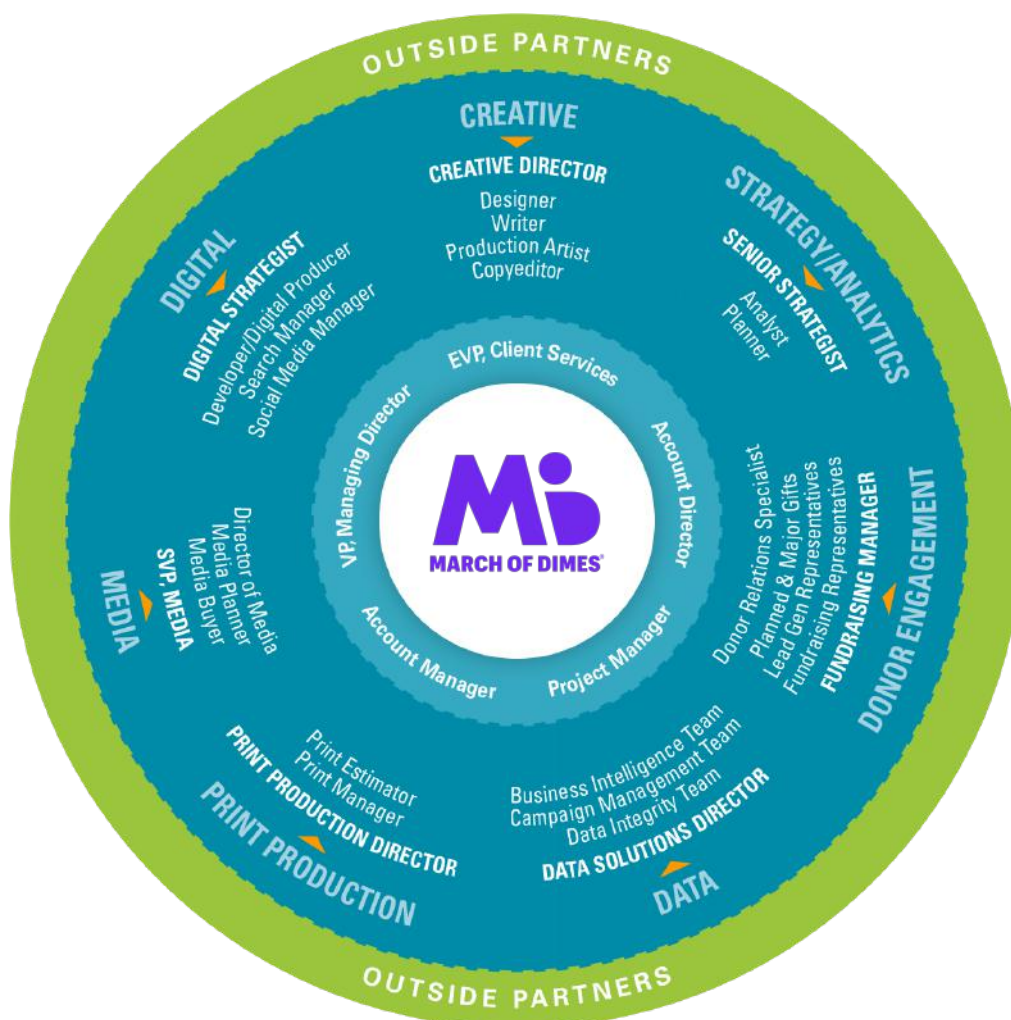 OUTSIDE PARTNERS
CREATIVE
CREATIVE DIRECTOR
Designer
Writer
Production Artist
Copyeditor
STRATEGY/ANALYTICS
SENIOR STRATEGIST
Analyst
Planner
DONOR ENGAGEMENT
FUNDRAISING MANAGER
Fundraising Representatives
Lead Gen Representatives
Planned & Major Gifts
Donor Relations Specialist
Business Intelligence Team
Campaign Management Team
Data Integrity Team
DATA SOLUTIONS DIRECTOR
DATA
Print Estimator
Print Manager
PRINT PRODUCTION DIRECTOR
PRINT PRODUCTION
MEDIA
SVP, MEDIA
Media Buyer
Media Planner
Director of Media
DIGITAL
DIGITAL STRATEGIST
Developer/Digital Producer
Search Manager
Social Media Manager
EVP, Client Services
Account Director
Project Manager
Account Manager
VP, Managing Director
MARCH OF DIMES®
OUTSIDE PARTNERS